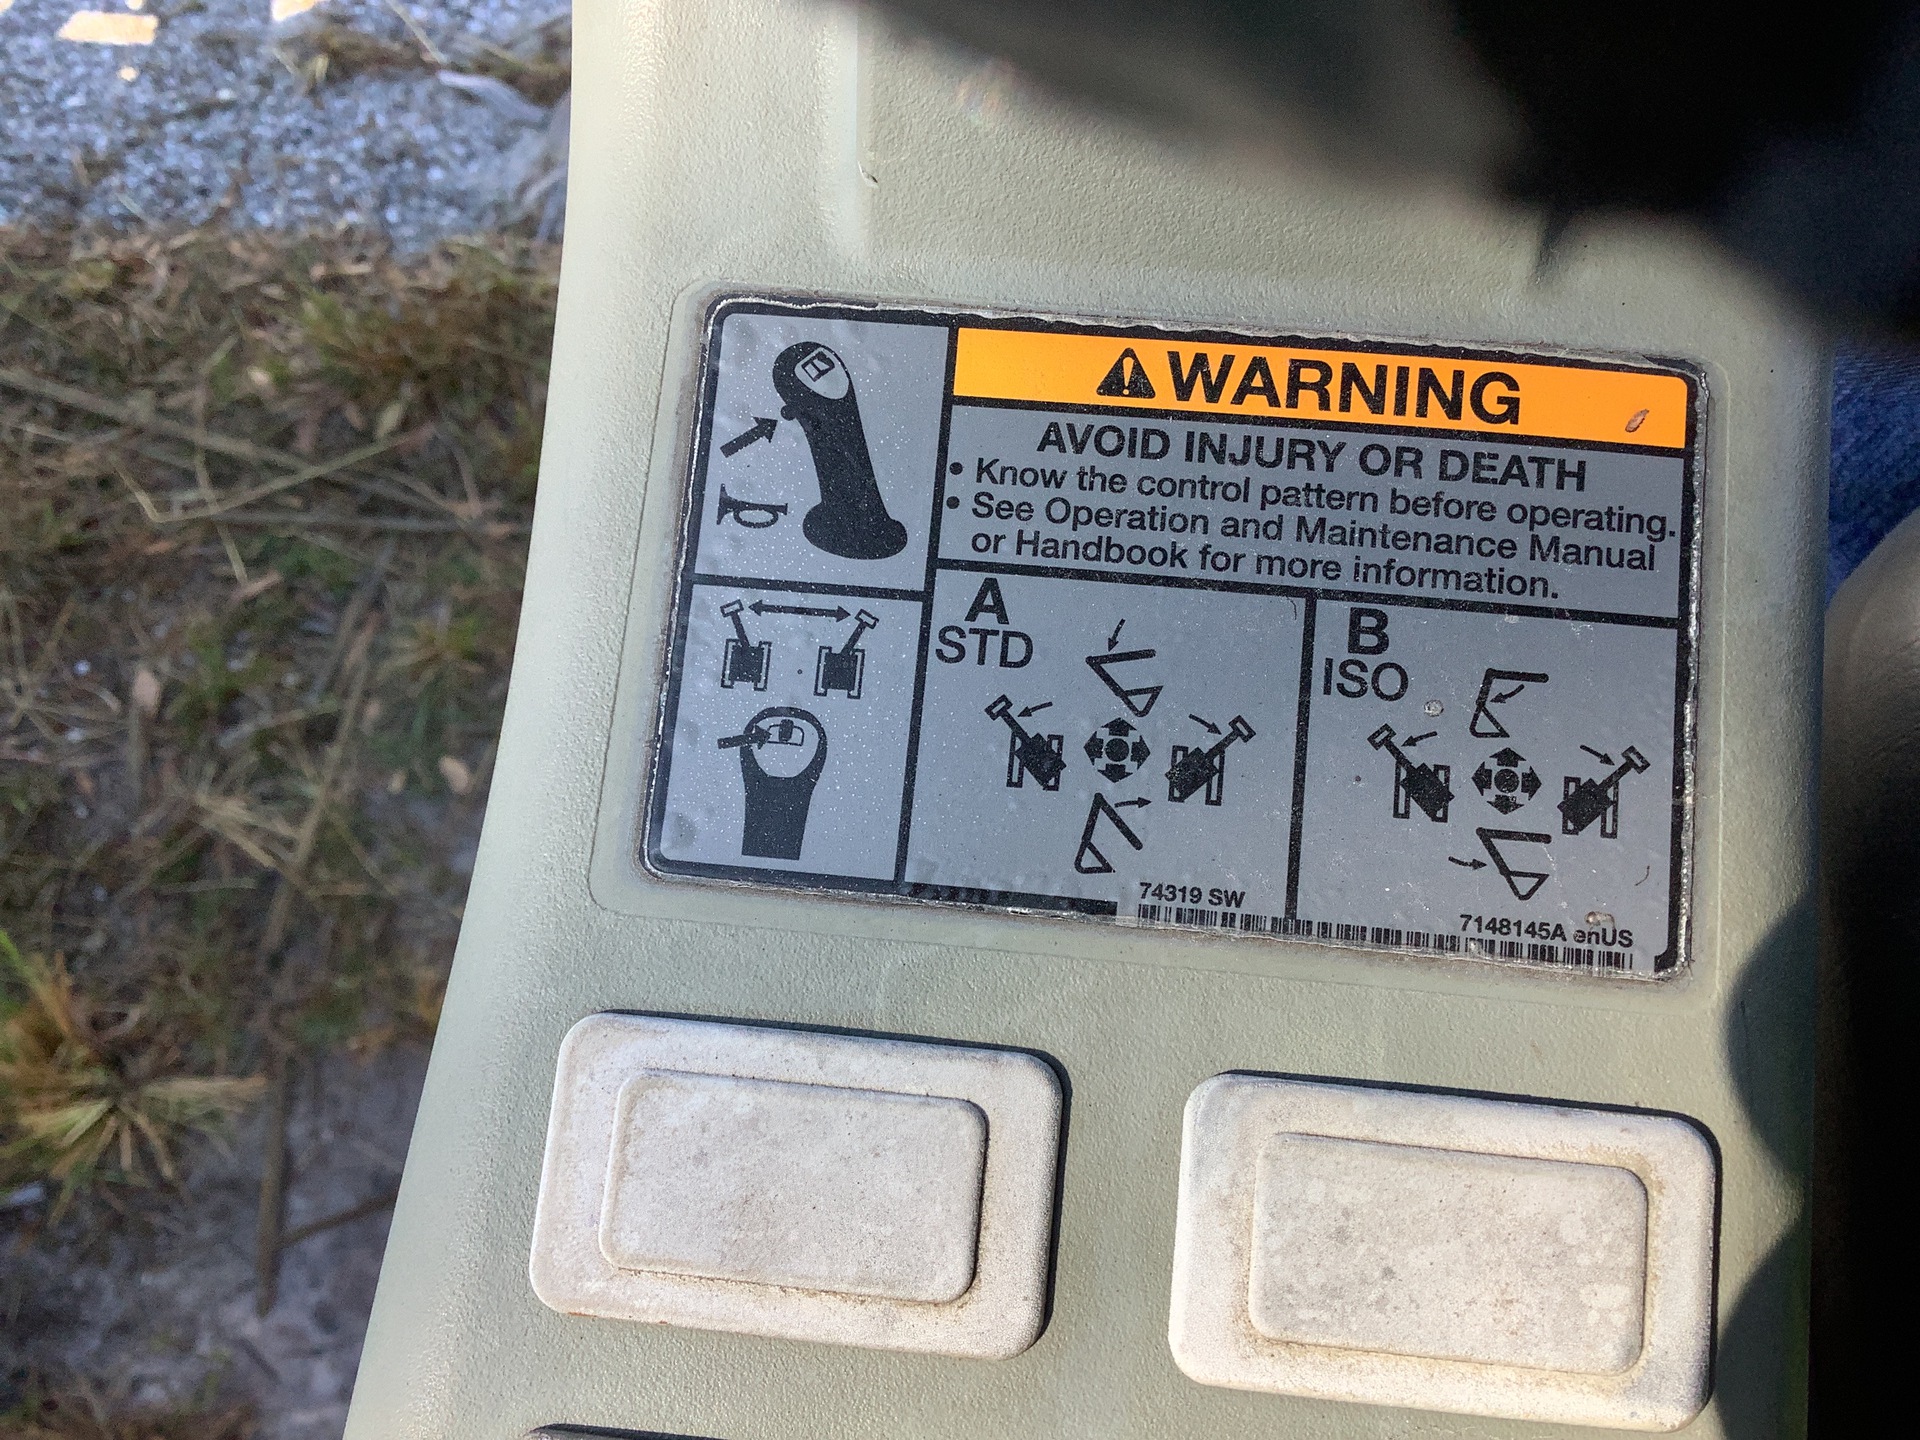 WARNING
AVOID INJURY OR DEATH
• Know the control pattern before operating.
• See Operation and Maintenance Manual
or Handbook for more information.
A
STD
B
ISO
74319 SW
7148145A enUS